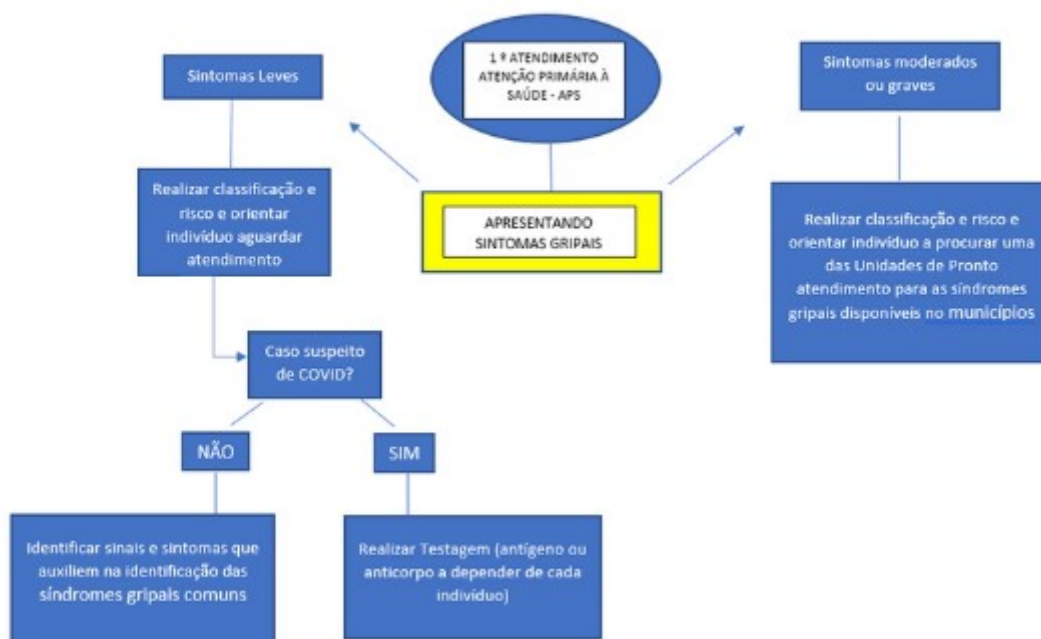 1 º ATENDIMENTO
ATENÇÃO PRIMÁRIA À
SAÚDE - APS
Sintomas Leves
Sintomas moderados
ou graves
APRESENTANDO
SINTOMAS GRIPAIS
Realizar classificação e
risco e orientar
indivíduo aguardar
atendimento
Realizar classificação e risco e
orientar indivíduo a procurar uma
das Unidades de Pronto
atendimento para as síndromes
gripais disponíveis no municípios
Caso suspeito
de COVID?
NÃO
SIM
Identificar sinais e sintomas que
auxiliem na identificação das
síndromes gripais comuns
Realizar Testagem (antígeno ou
anticorpo a depender de cada
indivíduo)